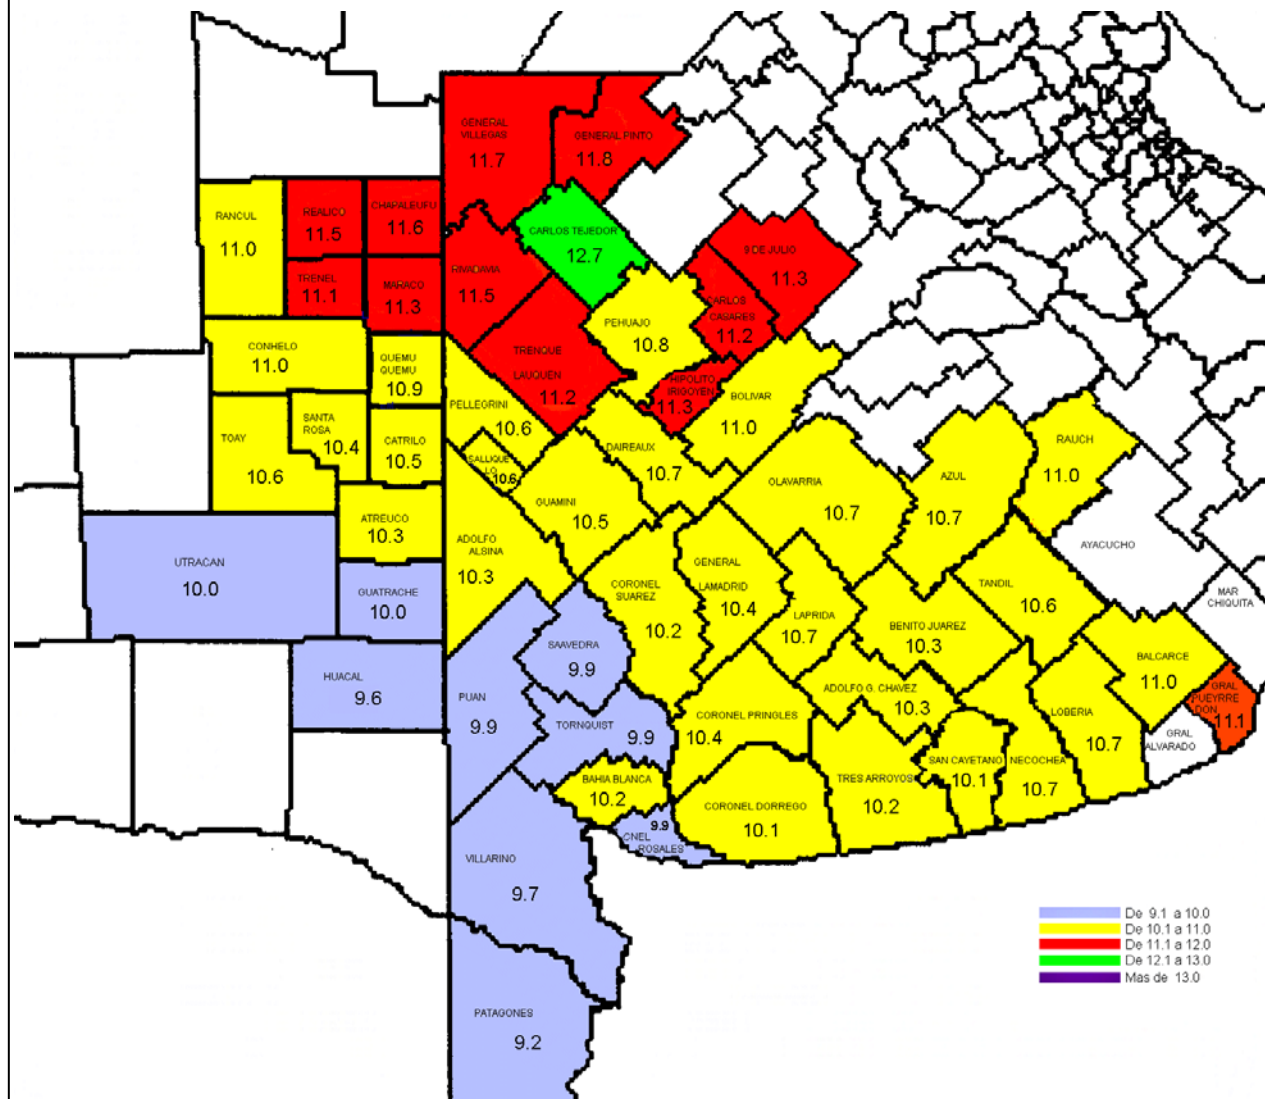 GENERAL
VILLEGAS
11.7
GENERAL PINTO
11.8
RANCUL
11.0
REALICO
11.5
CHAPALEUFU
11.6
CARLOS TEJEDOR
12.7
9 DE JULIO
11.3
TRENEL
11.1
MARACO
11.3
RIVADAVIA
11.5
CARLOS
CASARES
11.2
PEHUAJO
10.8
CONHELO
11.0
QUEMU
QUEMU
10.9
TRENQUE
LAUQUEN
11.2
HIPOLITO
IRIGOYEN
11.3
BOLIVAR
11.0
PELLEGRINI
10.6
TOAY
10.6
SANTA
ROSA
10.4
CATRILO
10.5
SALLIQUE
LO
10.6
DAIREAUX
10.7
RAUCH
11.0
GUAMINI
10.5
OLAVARRIA
10.7
AZUL
10.7
ATREUCO
10.3
ADOLFO
ALSINA
10.3
AYACUCHO
UTRACAN
10.0
GUATRACHE
10.0
CORONEL
SUAREZ
10.2
GENERAL
LAMADRID
10.4
LAPRIDA
10.7
TANDIL
10.6
MAR
CHIQUITA
BENITO JUAREZ
10.3
SAAVEDRA
9.9
BALCARCE
11.0
HUACAL
9.6
PUAN
9.9
ADOLFO G. CHAVEZ
10.3
GRAL
PUEYRRE
DON
11.1
TORNQUIST
9.9
CORONEL PRINGLES
10.4
LOBERIA
10.7
GRAL
ALVARADO
BAHIA BLANCA
10.2
TRES ARROYOS
10.2
SAN CAYETANO
10.1
NECOCHEA
10.7
CORONEL DORREGO
10.1
9.9
CNEL
ROSALES
VILLARINO
9.7
De 9.1 a 10.0
De 10.1 a 11.0
De 11.1 a 12.0
De 12.1 a 13.0
Mas de 13.0
PATAGONES
9.2